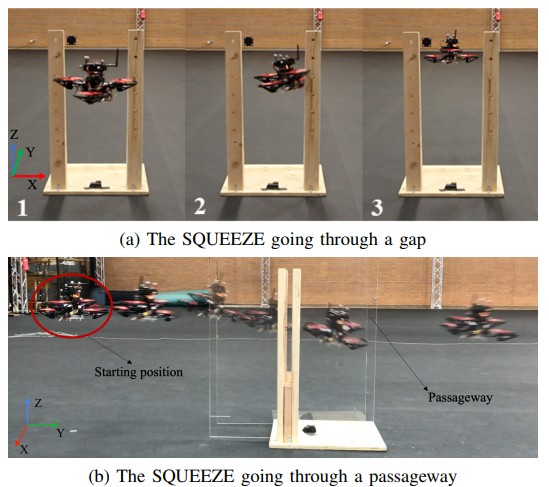 Z
Y
X
1
2
3
(a) The SQUEEZE going through a gap
Starting position
Passageway
Z
Y
X
(b) The SQUEEZE going through a passageway